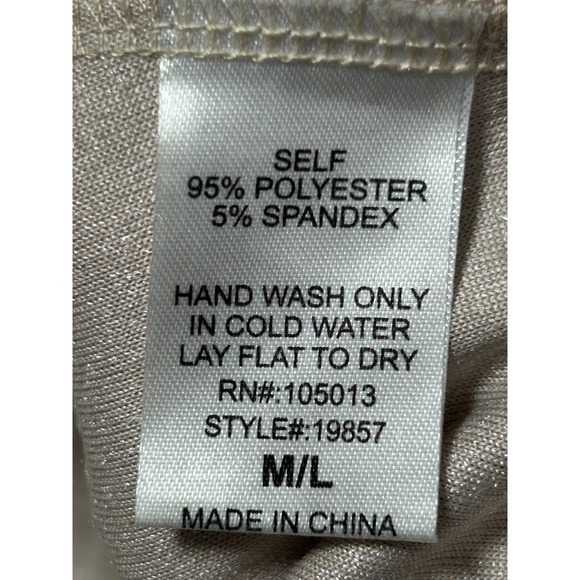 SELF
95% POLYESTER
5% SPANDEX
HAND WASH ONLY
IN COLD WATER
LAY FLAT TO DRY
RN#:105013
STYLE#:19857
M/L
MADE IN CHINA